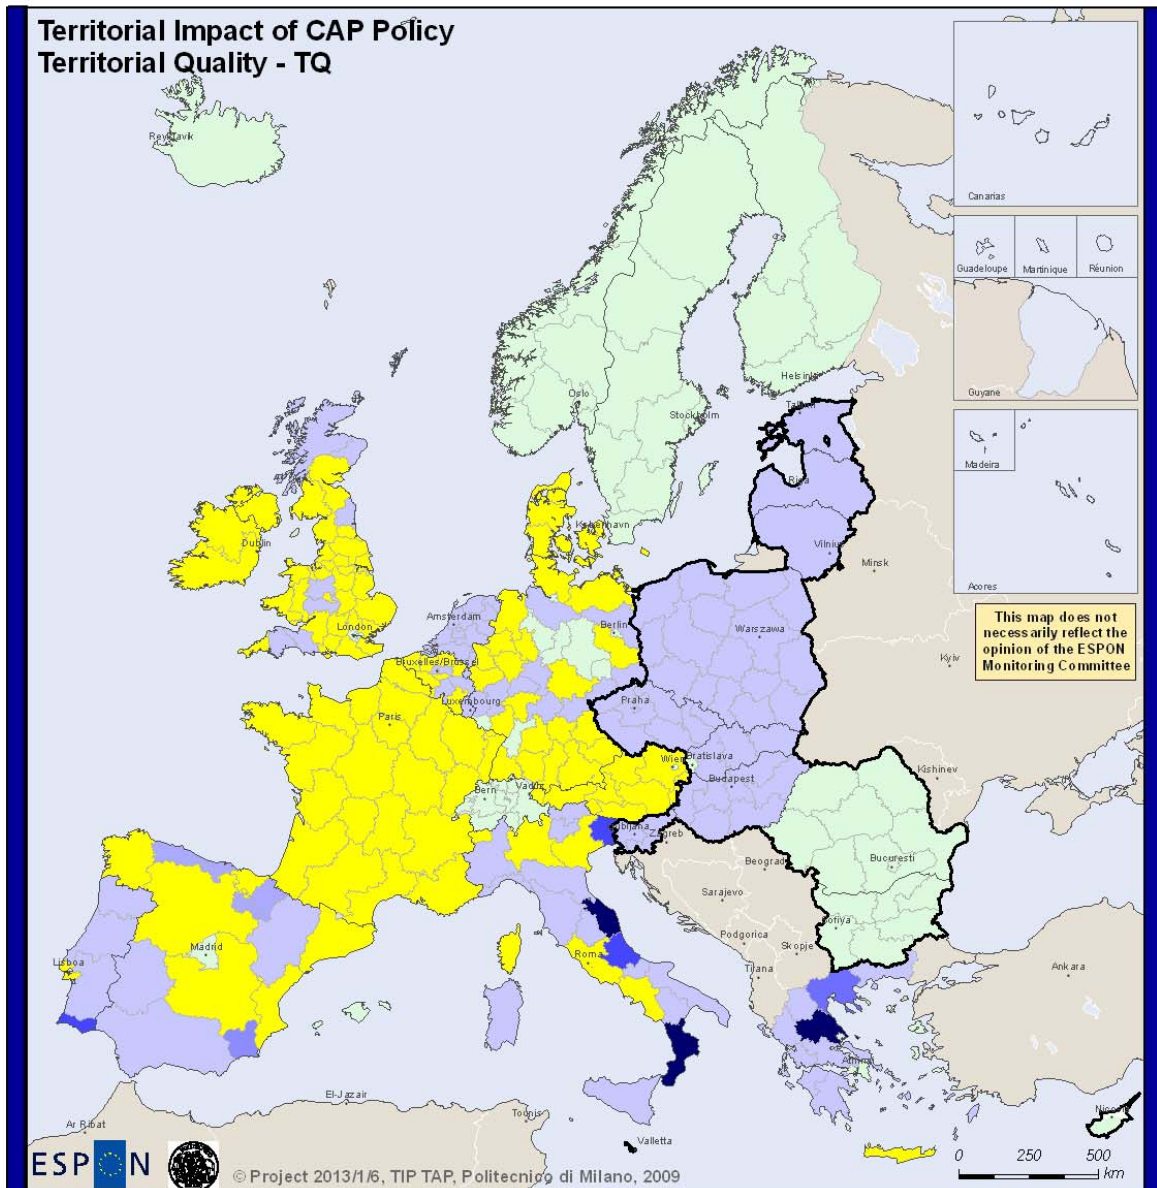 Territorial Impact of CAP Policy
Territorial Quality - TQ
Reykjavik
Canarias
Guadeloupe
Martinique
Réunion
Guyane
Helsinki
Oslo
Stockholm
Madeira
Riga
København
Vilnius
Dublin
Minsk
Acores
This map does not
necessarily reflect the
opinion of the ESPON
Monitoring Committee
Amsterdam
London
Berlin
Warszawa
Bruxelles/Brüssel
Kyiv
Luxembourg
Praha
Paris
Wien
Bratislava
Kishinev
Budapest
Bern
Vaduz
Ljubljana
Zagreb
Beograd
Bucuresti
Sarajevo
Madrid
Sofiya
Podgorica
Skopje
Lisboa
Roma
Tirana
Ankara
El-Jazair
Tounis
Ar Ribat
Valletta
0 250 500
km
ESPON
© Project 2013/1/6, TIP TAP, Politecnico di Milano, 2009